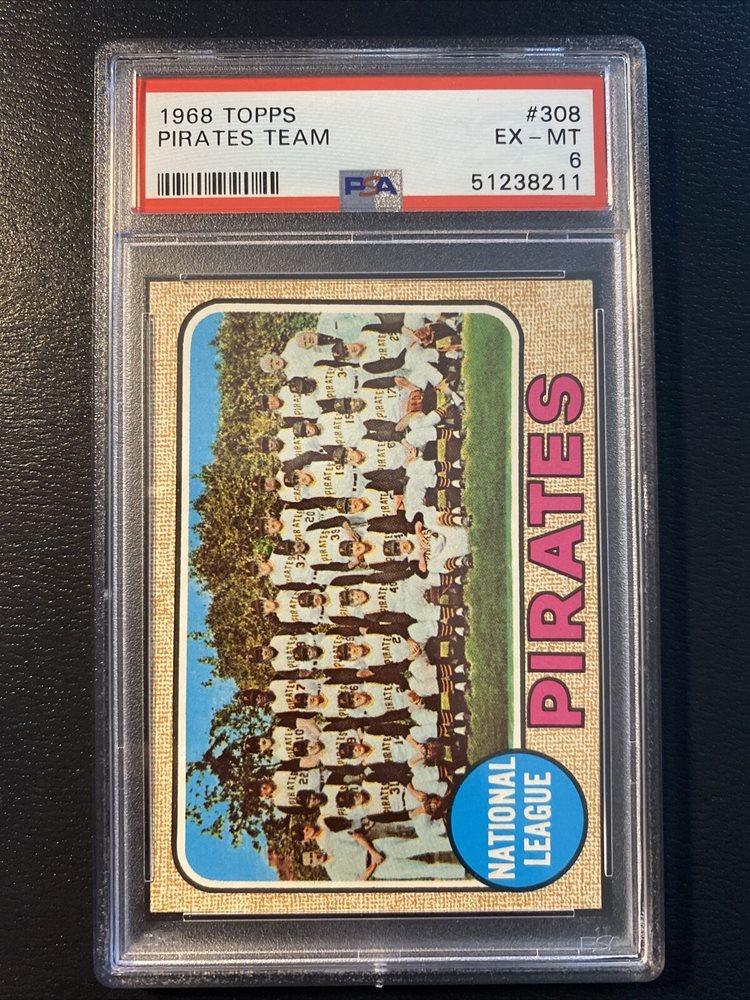 1968 TOPPS #308
PIRATES TEAM EX - MT
6
PSA 51238211
PIRATES
NATIONAL
LEAGUE